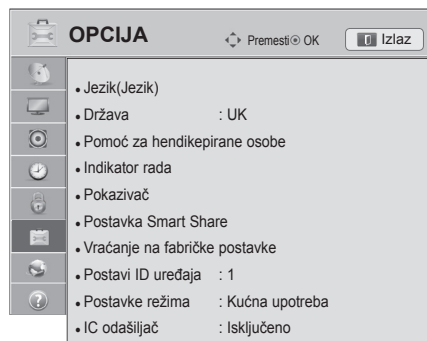 OPCIJA
Premesti OK
Izlaz
• Jezik(Jezik)
• Država : UK
• Pomoć za hendikepirane osobe
• Indikator rada
• Pokazivač
• Postavka Smart Share
• Vraćanje na fabričke postavke
• Postavi ID uređaja : 1
• Postavke režima : Kućna upotreba
• IC odašiljač : Isključeno